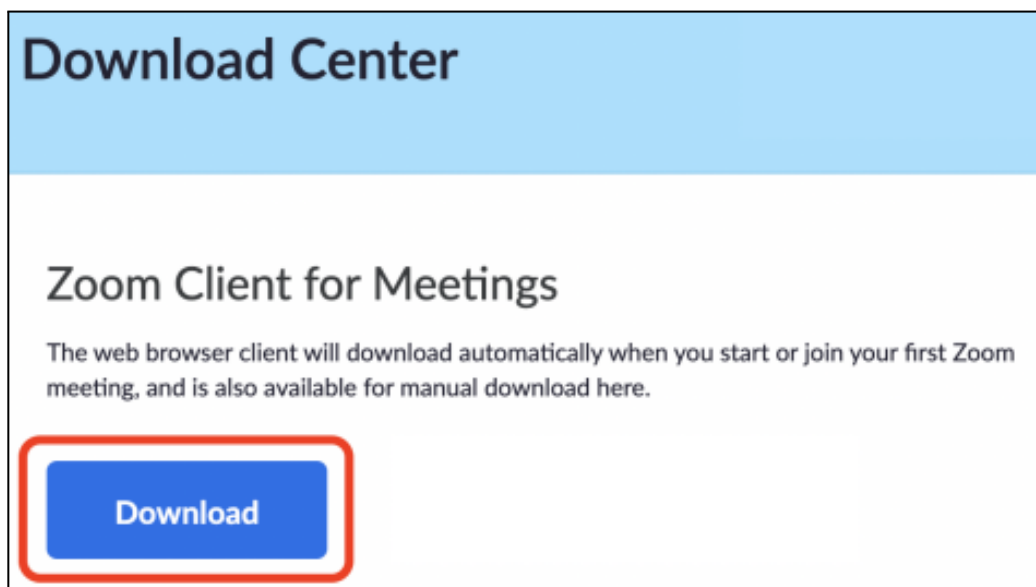 Download Center
Zoom Client for Meetings
The web browser client will download automatically when you start or join your first Zoom
meeting, and is also available for manual download here.
Download